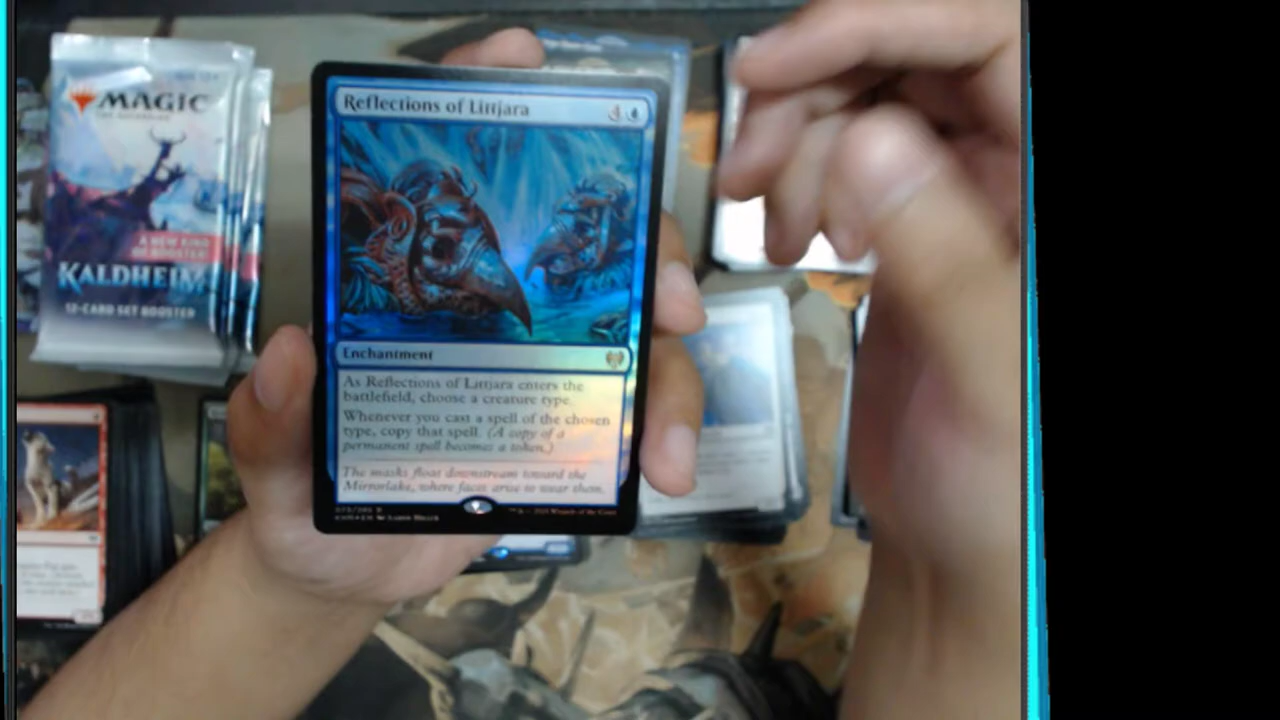 MAGIC
A NEW KIND
OF BOOSTER!
KALDHEIM
12-CARD SET BOOSTER
Reflections of Littjara
4
Enchantment
As Reflections of Littjara enters the
battlefield, choose a creature type.
Whenever you cast a spell of the chosen
type, copy that spell. (A copy of a
permanent spell becomes a token.)
The masks float downstream toward the
Mirrorlake, where faces arise to wear them.